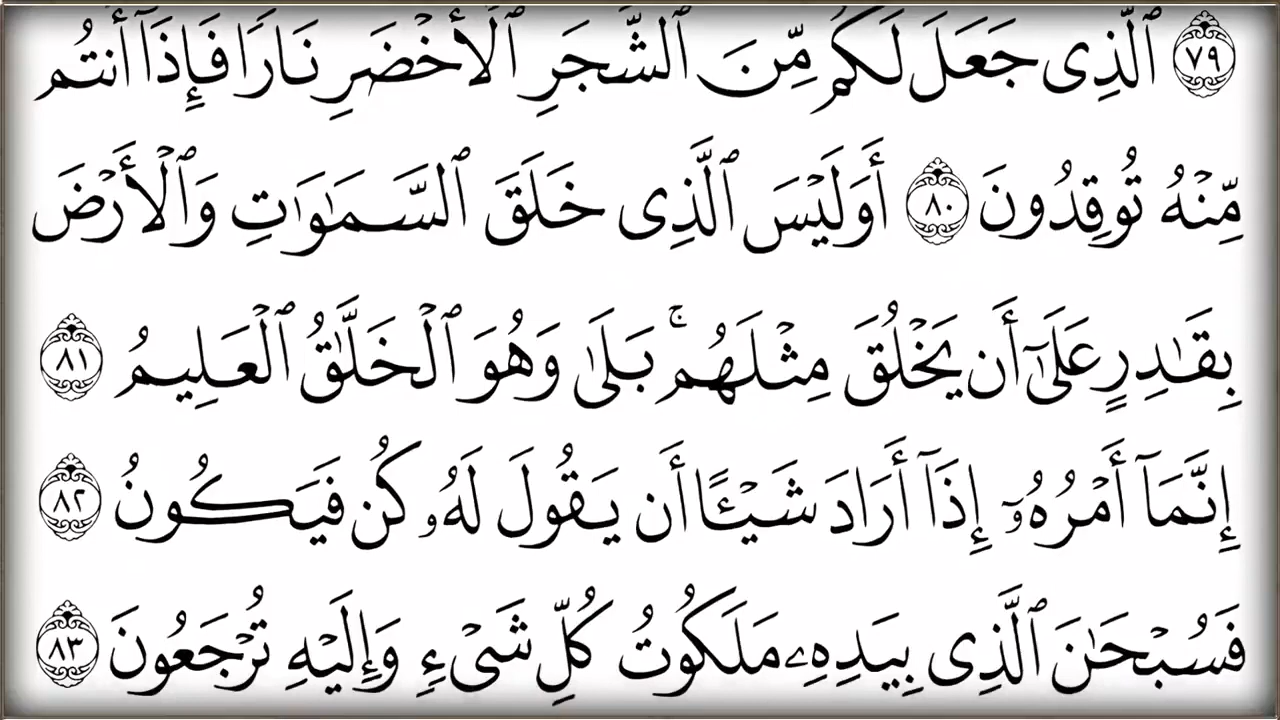 ٧٩ ٱلَّذِى جَعَلَ لَكُم مِّنَ ٱلشَّجَرِ ٱلْأَخْضَرِ نَارًا فَإِذَآ أَنتُم
مِّنْهُ تُوقِدُونَ ٨٠ أَوَلَيْسَ ٱلَّذِى خَلَقَ ٱلسَّمَـٰوَٰتِ وَٱلْأَرْضَ
بِقَـٰدِرٍ عَلَىٰٓ أَن يَخْلُقَ مِثْلَهُم ۚ بَلَىٰ وَهُوَ ٱلْخَلَّـٰقُ ٱلْعَلِيمُ ٨١
إِنَّمَآ أَمْرُهُۥٓ إِذَآ أَرَادَ شَيْـًٔا أَن يَقُولَ لَهُۥ كُن فَيَكُونُ ٨٢
فَسُبْحَـٰنَ ٱلَّذِى بِيَدِهِۦ مَلَكُوتُ كُلِّ شَىْءٍ وَإِلَيْهِ تُرْجَعُونَ ٨٣